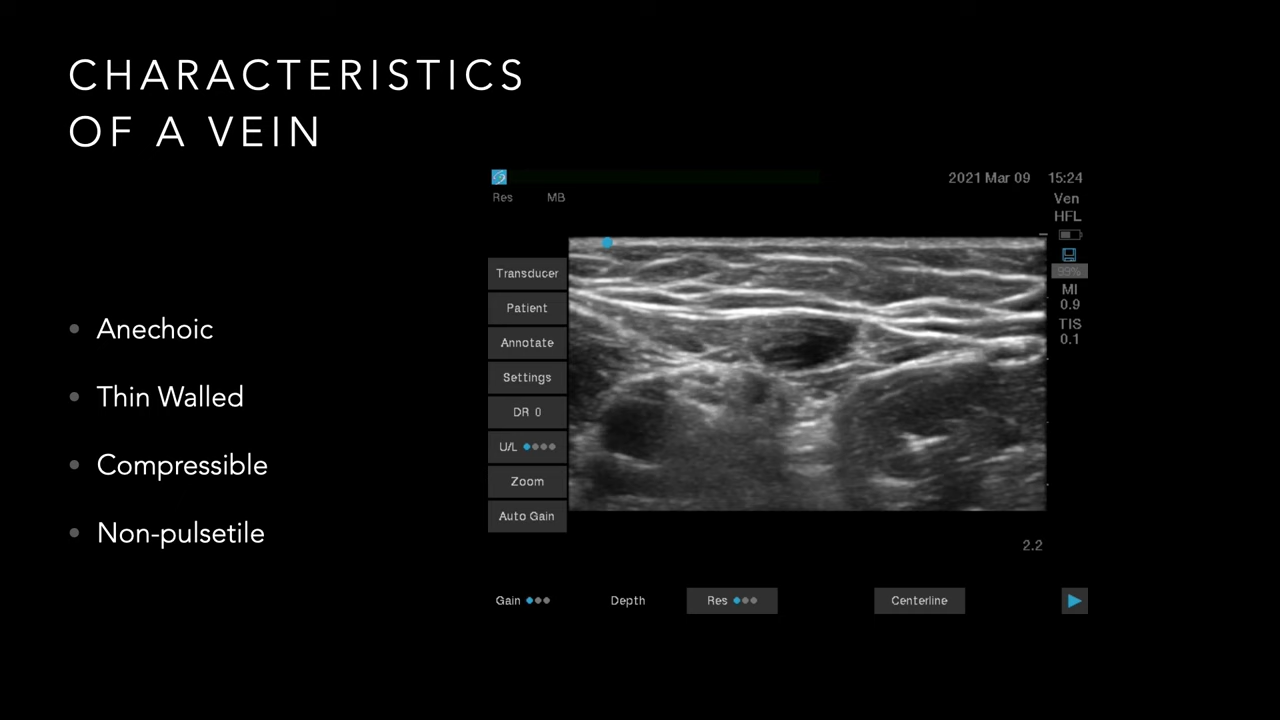 CHARACTERISTICS
OF A VEIN
Anechoic
Thin Walled
Compressible
Non-pulsetile
Res MB
2021 Mar 09 15:24
Ven
HFL
99%
MI
0.9
TIS
0.1
Transducer
Patient
Annotate
Settings
DR 0
U/L
Zoom
Auto Gain
2.2
Gain Depth Res Centerline